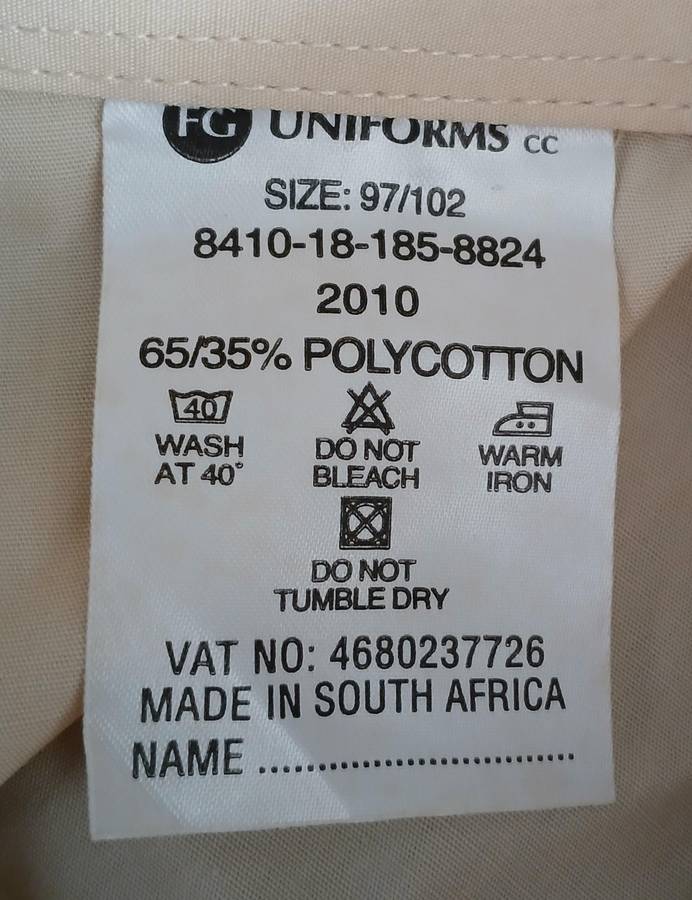 FG UNIFORMS CC
SIZE: 97/102
8410-18-185-8824
2010
65/35% POLYCOTTON
40
WASH AT 40°
DO NOT BLEACH
WARM IRON
DO NOT
TUMBLE DRY
VAT NO: 4680237726
MADE IN SOUTH AFRICA
NAME ................................